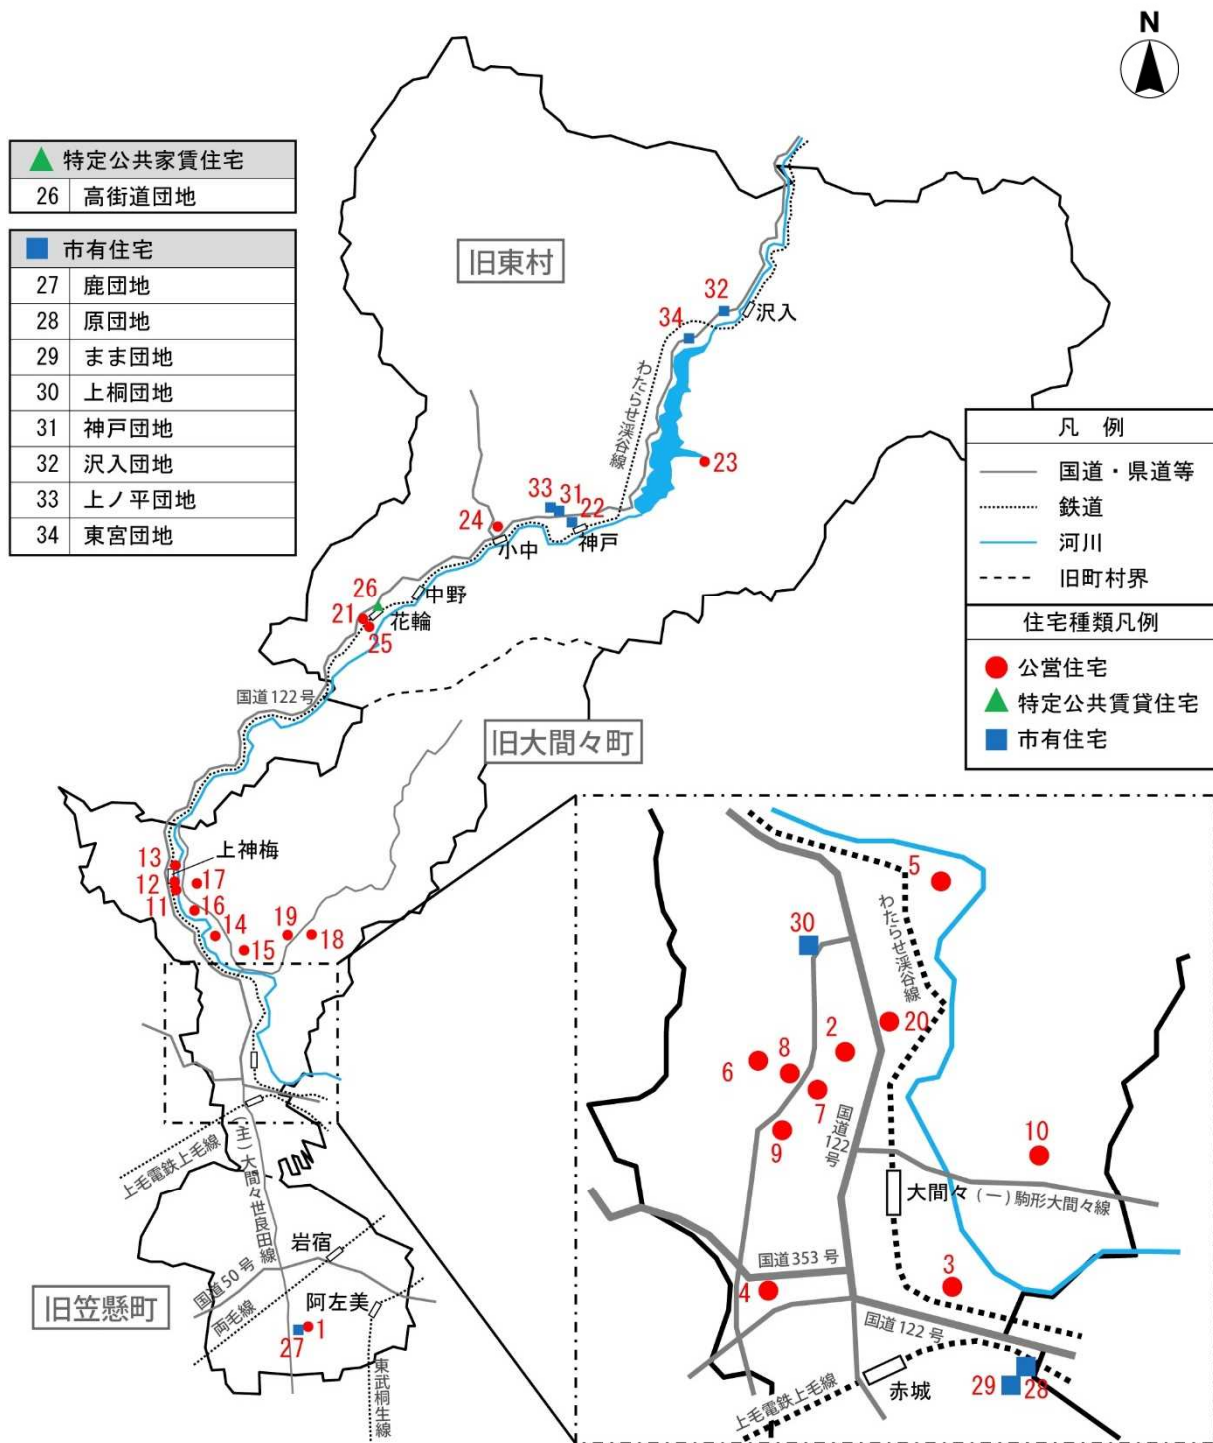 N
特定公共家賃住宅
26 高街道団地
市有住宅
27 鹿団地
28 原団地
29 まま団地
30 上桐団地
31 神戸団地
32 沢入団地
33 上ノ平団地
34 東宮団地
旧東村
32
沢入
34
わたらせ渓谷線
23
33
31
22
24
小中
神戸
26
中野
21
花輪
25
国道122号
旧大間々町
凡 例
国道・県道等
鉄道
河川
旧町村界
住宅種類凡例
公営住宅
特定公共賃貸住宅
市有住宅
13
上神梅
12
17
11
16
14
15
19
18
上毛電鉄上毛線
(主)大間々世良田線
岩宿
国道50号
両毛線
阿左美
旧笠懸町
1
27
東武桐生線
5
わたらせ渓谷線
30
20
2
6
8
7
国道122号
9
10
大間々
(一)駒形大間々線
国道353号
3
4
国道122号
上毛電鉄上毛線
赤城
29
28